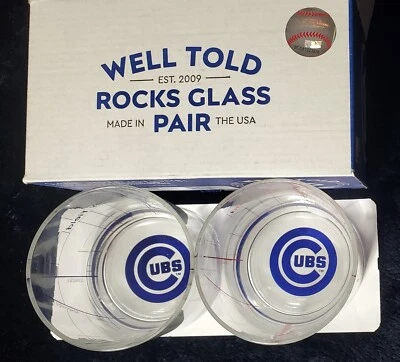 WELL TOLD
EST. 2009
ROCKS GLASS
MADE IN PAIR THE USA
CUBS
CUBS